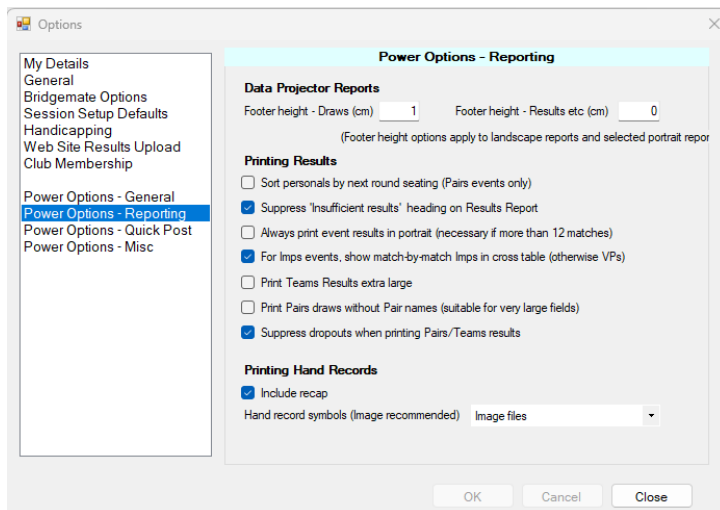 Options
My Details
General
Bridgemate Options
Session Setup Defaults
Handicapping
Web Site Results Upload
Club Membership
Power Options - General
Power Options - Reporting
Power Options - Quick Post
Power Options - Misc
Power Options - Reporting
Data Projector Reports
Footer height - Draws (cm) 1 Footer height - Results etc (cm) 0
(Footer height options apply to landscape reports and selected portrait repor
Printing Results
Sort personals by next round seating (Pairs events only)
Suppress 'Insufficient results' heading on Results Report
Always print event results in portrait (necessary if more than 12 matches)
For Imps events, show match-by-match Imps in cross table (otherwise VPs)
Print Teams Results extra large
Print Pairs draws without Pair names (suitable for very large fields)
Suppress dropouts when printing Pairs/Teams results
Printing Hand Records
Include recap
Hand record symbols (Image recommended) Image files
OK Cancel Close